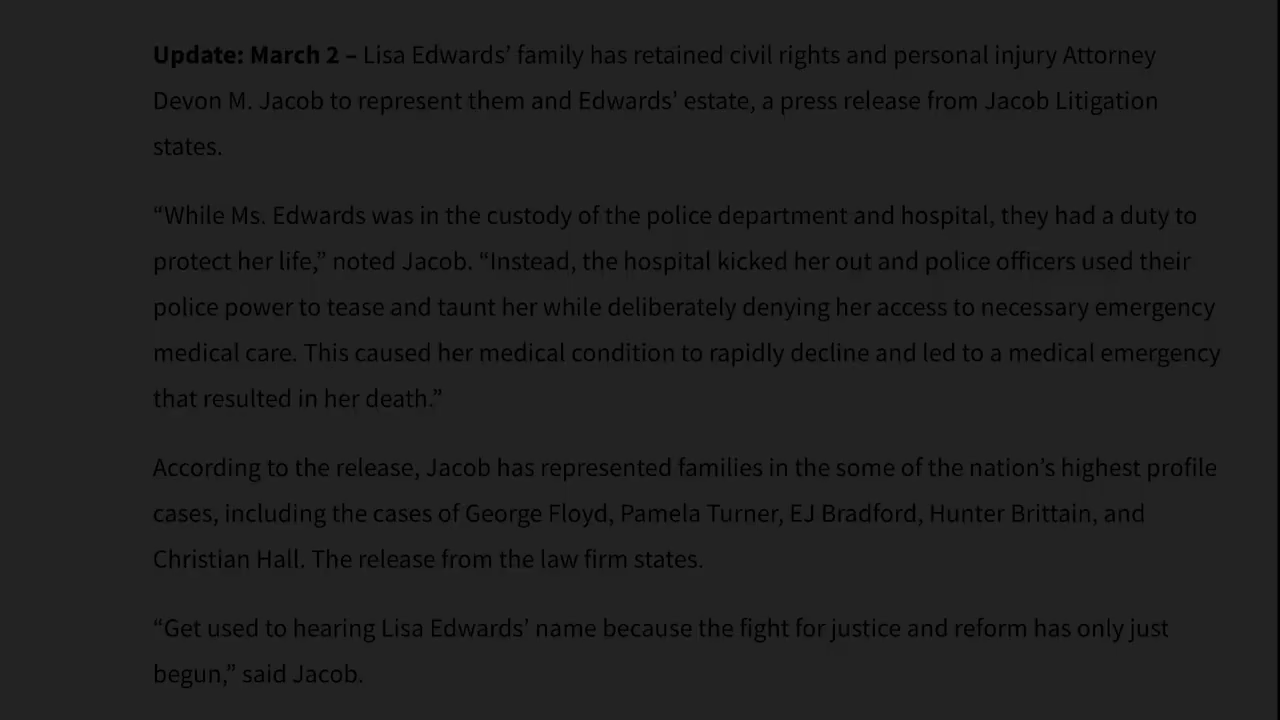 Update: March 2 – Lisa Edwards’ family has retained civil rights and personal injury Attorney
Devon M. Jacob to represent them and Edwards’ estate, a press release from Jacob Litigation
states.
“While Ms. Edwards was in the custody of the police department and hospital, they had a duty to
protect her life,” noted Jacob. “Instead, the hospital kicked her out and police officers used their
police power to tease and taunt her while deliberately denying her access to necessary emergency
medical care. This caused her medical condition to rapidly decline and led to a medical emergency
that resulted in her death.”
According to the release, Jacob has represented families in the some of the nation’s highest profile
cases, including the cases of George Floyd, Pamela Turner, EJ Bradford, Hunter Brittain, and
Christian Hall. The release from the law firm states.
“Get used to hearing Lisa Edwards’ name because the fight for justice and reform has only just
begun,” said Jacob.